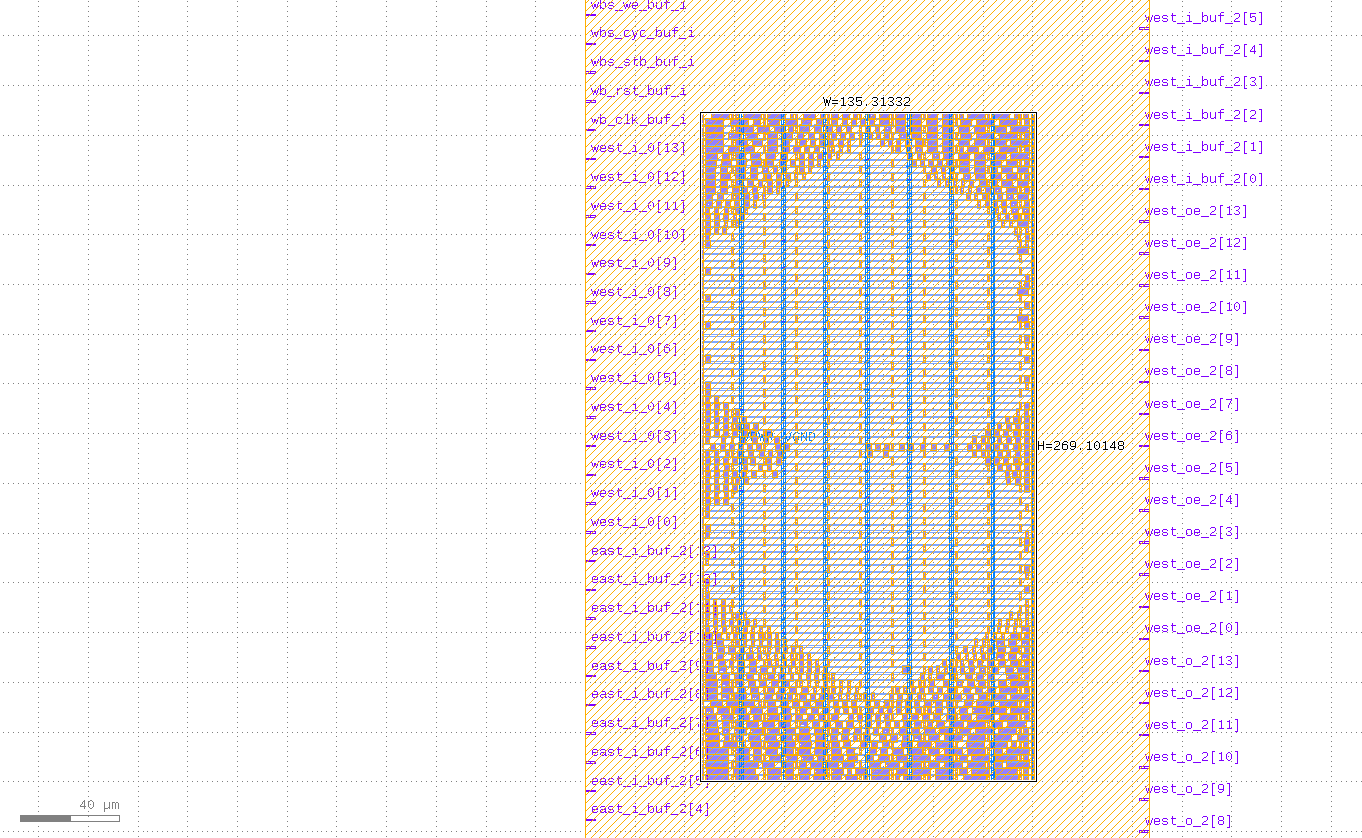 wbs_we_buf_i
wbs_cyc_buf_i
wbs_stb_buf_i
wb_rst_buf_i
wb_clk_buf_i
west_i_0[13]
west_i_0[12]
west_i_0[11]
west_i_0[10]
west_i_0[9]
west_i_0[8]
west_i_0[7]
west_i_0[6]
west_i_0[5]
west_i_0[4]
west_i_0[3]
west_i_0[2]
west_i_0[1]
west_i_0[0]
east_i_buf_2[13]
east_i_buf_2[12]
east_i_buf_2[11]
east_i_buf_2[10]
east_i_buf_2[9]
east_i_buf_2[8]
east_i_buf_2[7]
east_i_buf_2[6]
east_i_buf_2[5]
east_i_buf_2[4]
W=135.31332
VPWR VGND
H=269.10148
west_i_buf_2[5]
west_i_buf_2[4]
west_i_buf_2[3]
west_i_buf_2[2]
west_i_buf_2[1]
west_i_buf_2[0]
west_oe_2[13]
west_oe_2[12]
west_oe_2[11]
west_oe_2[10]
west_oe_2[9]
west_oe_2[8]
west_oe_2[7]
west_oe_2[6]
west_oe_2[5]
west_oe_2[4]
west_oe_2[3]
west_oe_2[2]
west_oe_2[1]
west_oe_2[0]
west_o_2[13]
west_o_2[12]
west_o_2[11]
west_o_2[10]
west_o_2[9]
west_o_2[8]
40 µm